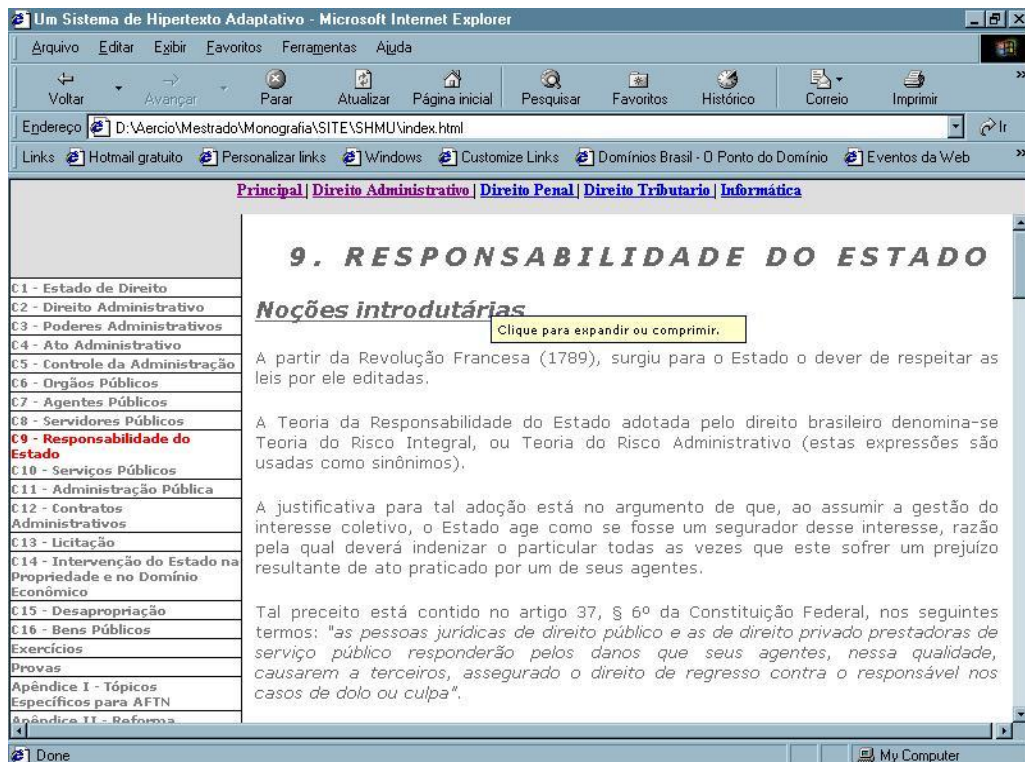 Um Sistema de Hipertexto Adaptativo - Microsoft Internet Explorer
Arquivo Editar Exibir Favoritos Ferramentas Ajuda
Voltar Avançar Parar Atualizar Página inicial Pesquisar Favoritos Histórico Correio Imprimir
Endereço D:\Aercio\Mestrado\Monografia\SITE\SHMU\index.html Ir
Links Hotmail gratuito Personalizar links Windows Customize Links Domínios Brasil - O Ponto do Domínio Eventos da Web
Principal | Direito Administrativo | Direito Penal | Direito Tributario | Informática
C1 - Estado de Direito
C2 - Direito Administrativo
C3 - Poderes Administrativos
C4 - Ato Administrativo
C5 - Controle da Administração
C6 - Orgãos Públicos
C7 - Agentes Públicos
C8 - Servidores Públicos
C9 - Responsabilidade do
Estado
C10 - Serviços Públicos
C11 - Administração Pública
C12 - Contratos
Administrativos
C13 - Licitação
C14 - Intervenção do Estado na
Propriedade e no Domínio
Econômico
C15 - Desapropriação
C16 - Bens Públicos
Exercícios
Provas
Apêndice I - Tópicos
Específicos para AFTN
Apêndice II - Reforma
9. RESPONSABILIDADE DO ESTADO
Noções introdutárias
Clique para expandir ou comprimir.
A partir da Revolução Francesa (1789), surgiu para o Estado o dever de respeitar as
leis por ele editadas.
A Teoria da Responsabilidade do Estado adotada pelo direito brasileiro denomina-se
Teoria do Risco Integral, ou Teoria do Risco Administrativo (estas expressões são
usadas como sinônimos).
A justificativa para tal adoção está no argumento de que, ao assumir a gestão do
interesse coletivo, o Estado age como se fosse um segurador desse interesse, razão
pela qual deverá indenizar o particular todas as vezes que este sofrer um prejuízo
resultante de ato praticado por um de seus agentes.
Tal preceito está contido no artigo 37, § 6º da Constituição Federal, nos seguintes
termos: "as pessoas jurídicas de direito público e as de direito privado prestadoras de
serviço público responderão pelos danos que seus agentes, nessa qualidade,
causarem a terceiros, assegurado o direito de regresso contra o responsável nos
casos de dolo ou culpa".
Done My Computer